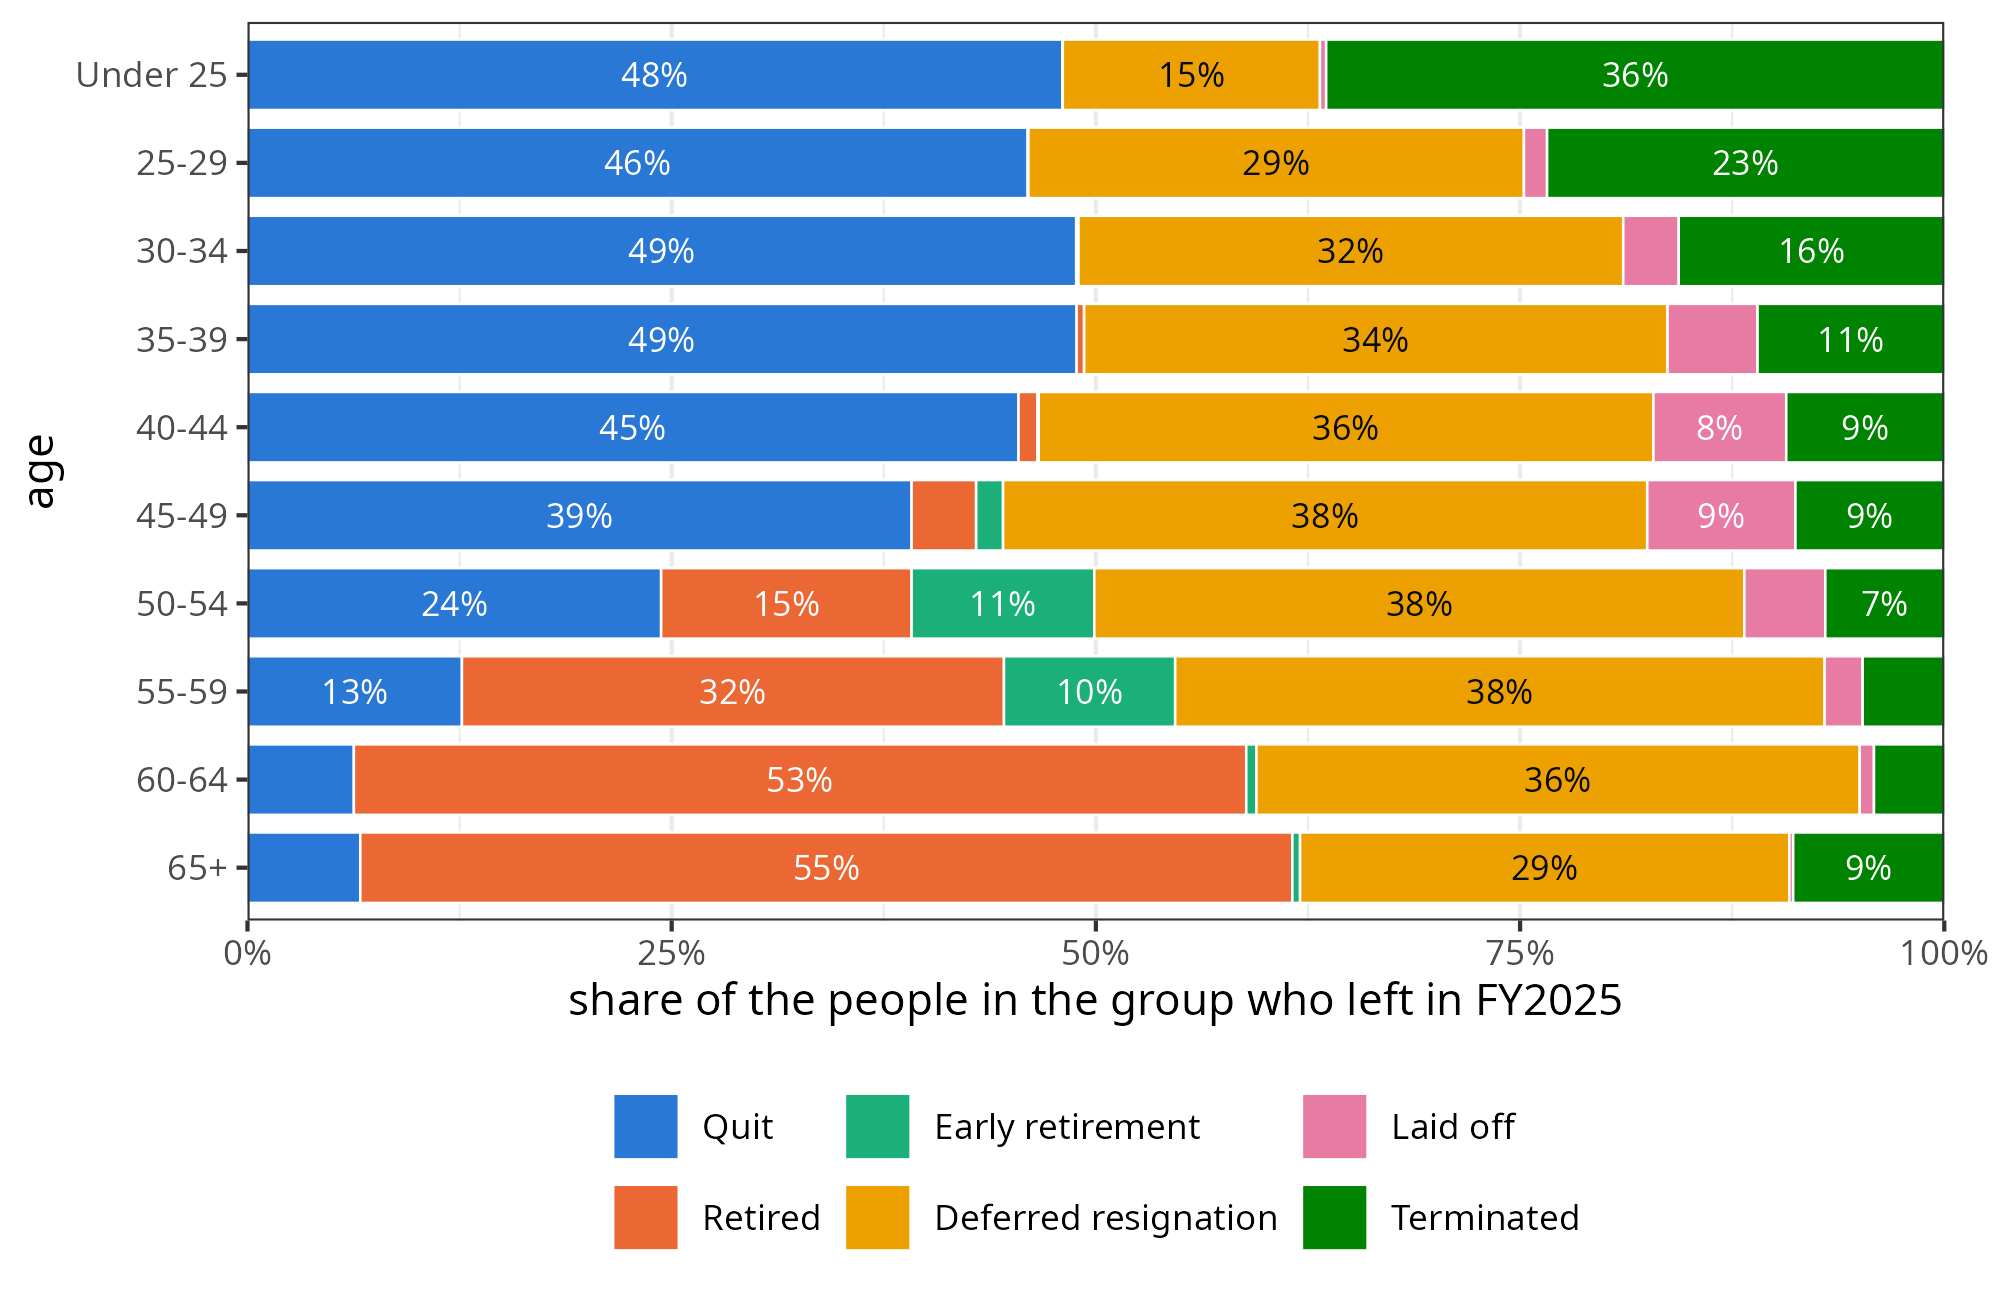 Under 25 48% 15% 36%
25-29 46% 29% 23%
30-34 49% 32% 16%
35-39 49% 34% 11%
40-44 45% 36% 8% 9%
45-49 39% 38% 9% 9%
50-54 24% 15% 11% 38% 7%
55-59 13% 32% 10% 38%
60-64 53% 36%
65+ 55% 29% 9%
age
0% 25% 50% 75% 100%
share of the people in the group who left in FY2025
Quit Early retirement Laid off
Retired Deferred resignation Terminated